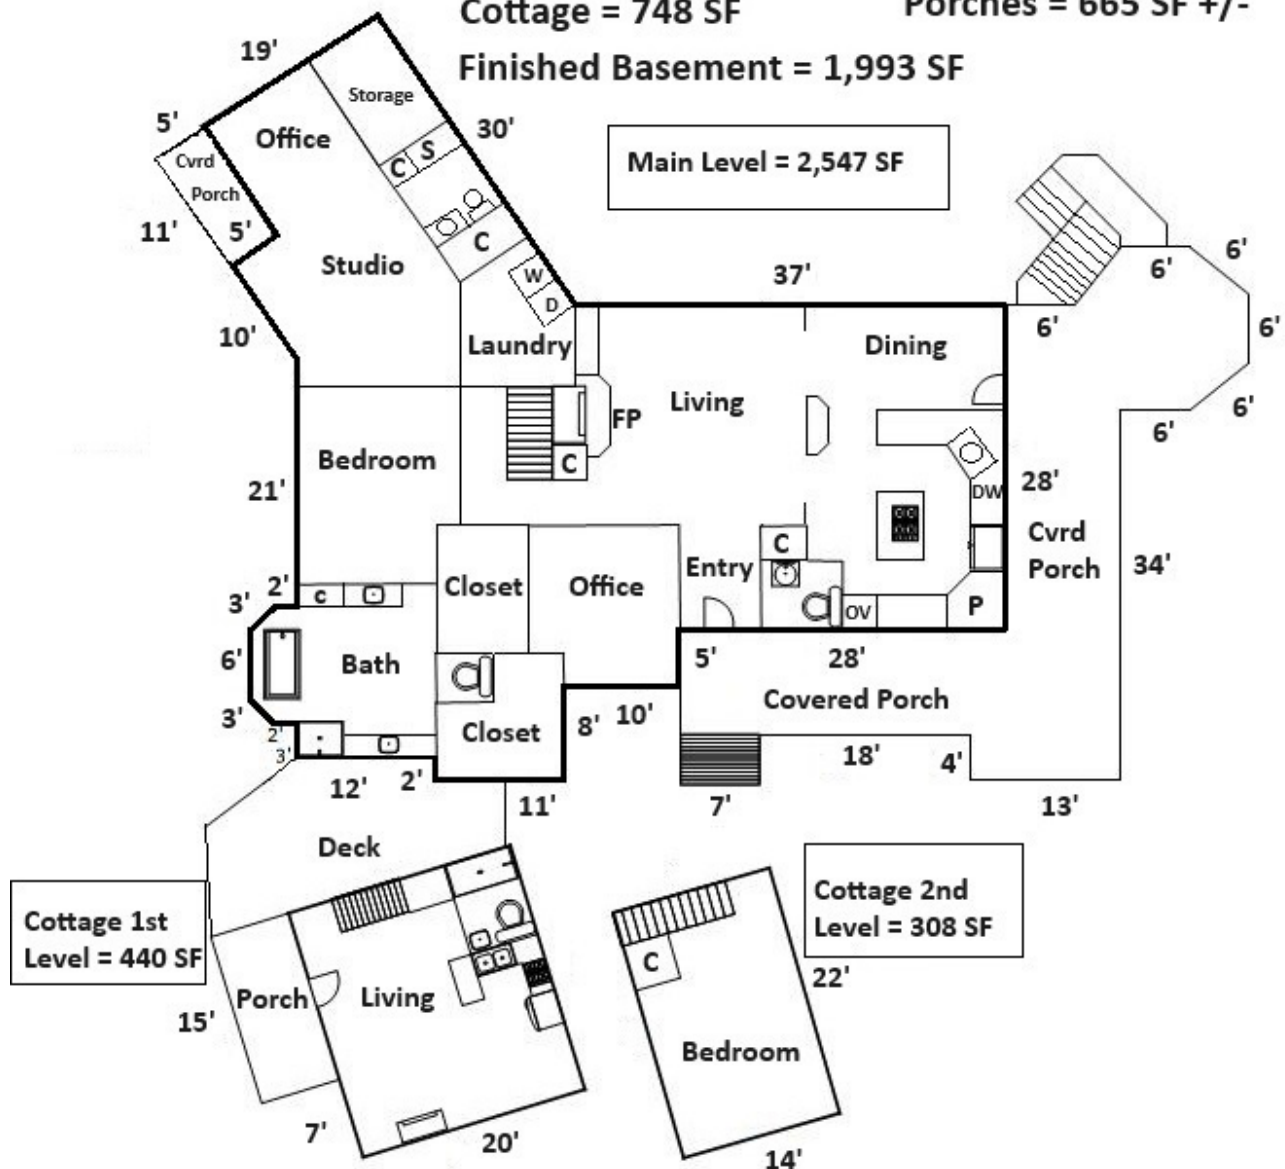 Cottage = 748 SF
Porches = 665 SF +/-
Finished Basement = 1,993 SF
Main Level = 2,547 SF
19'
Storage
5'
Office
30'
C S
Cvrd
Porch
11'
5'
C
Studio
W
D
37'
6'
6'
6'
6'
10'
Laundry
Dining
Living
FP
6'
6'
Bedroom
C
21'
DW
28'
Cvrd
Porch
34'
C
Entry
2'
c
Closet
Office
3'
OV
P
6'
Bath
5'
28'
Covered Porch
3'
2'
3'
Closet
8'
10'
18'
4'
12'
2'
11'
7'
13'
Deck
Cottage 1st
Level = 440 SF
Cottage 2nd
Level = 308 SF
C
22'
Porch
Living
15'
Bedroom
7'
20'
14'